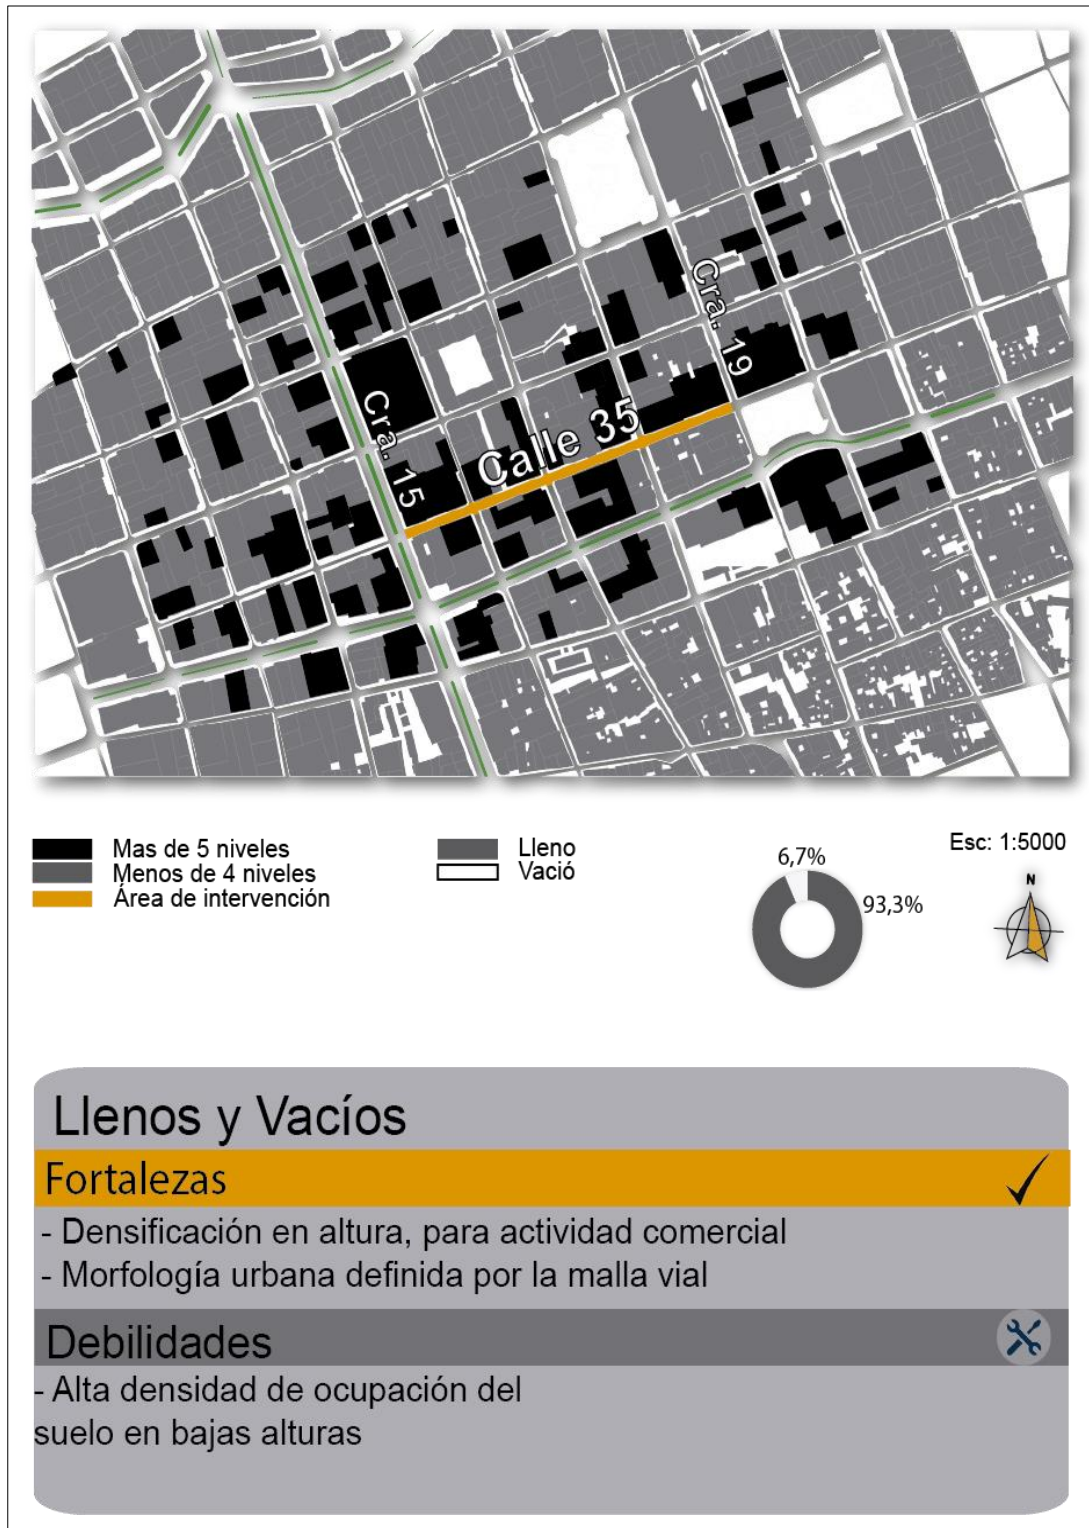 Cra. 19
Calle 35
Cra. 15
Mas de 5 niveles
Menos de 4 niveles
Área de intervención
Lleno
Vació
6,7%
93,3%
Esc: 1:5000
N
Llenos y Vacíos
Fortalezas
- Densificación en altura, para actividad comercial
- Morfología urbana definida por la malla vial
Debilidades
- Alta densidad de ocupación del
suelo en bajas alturas